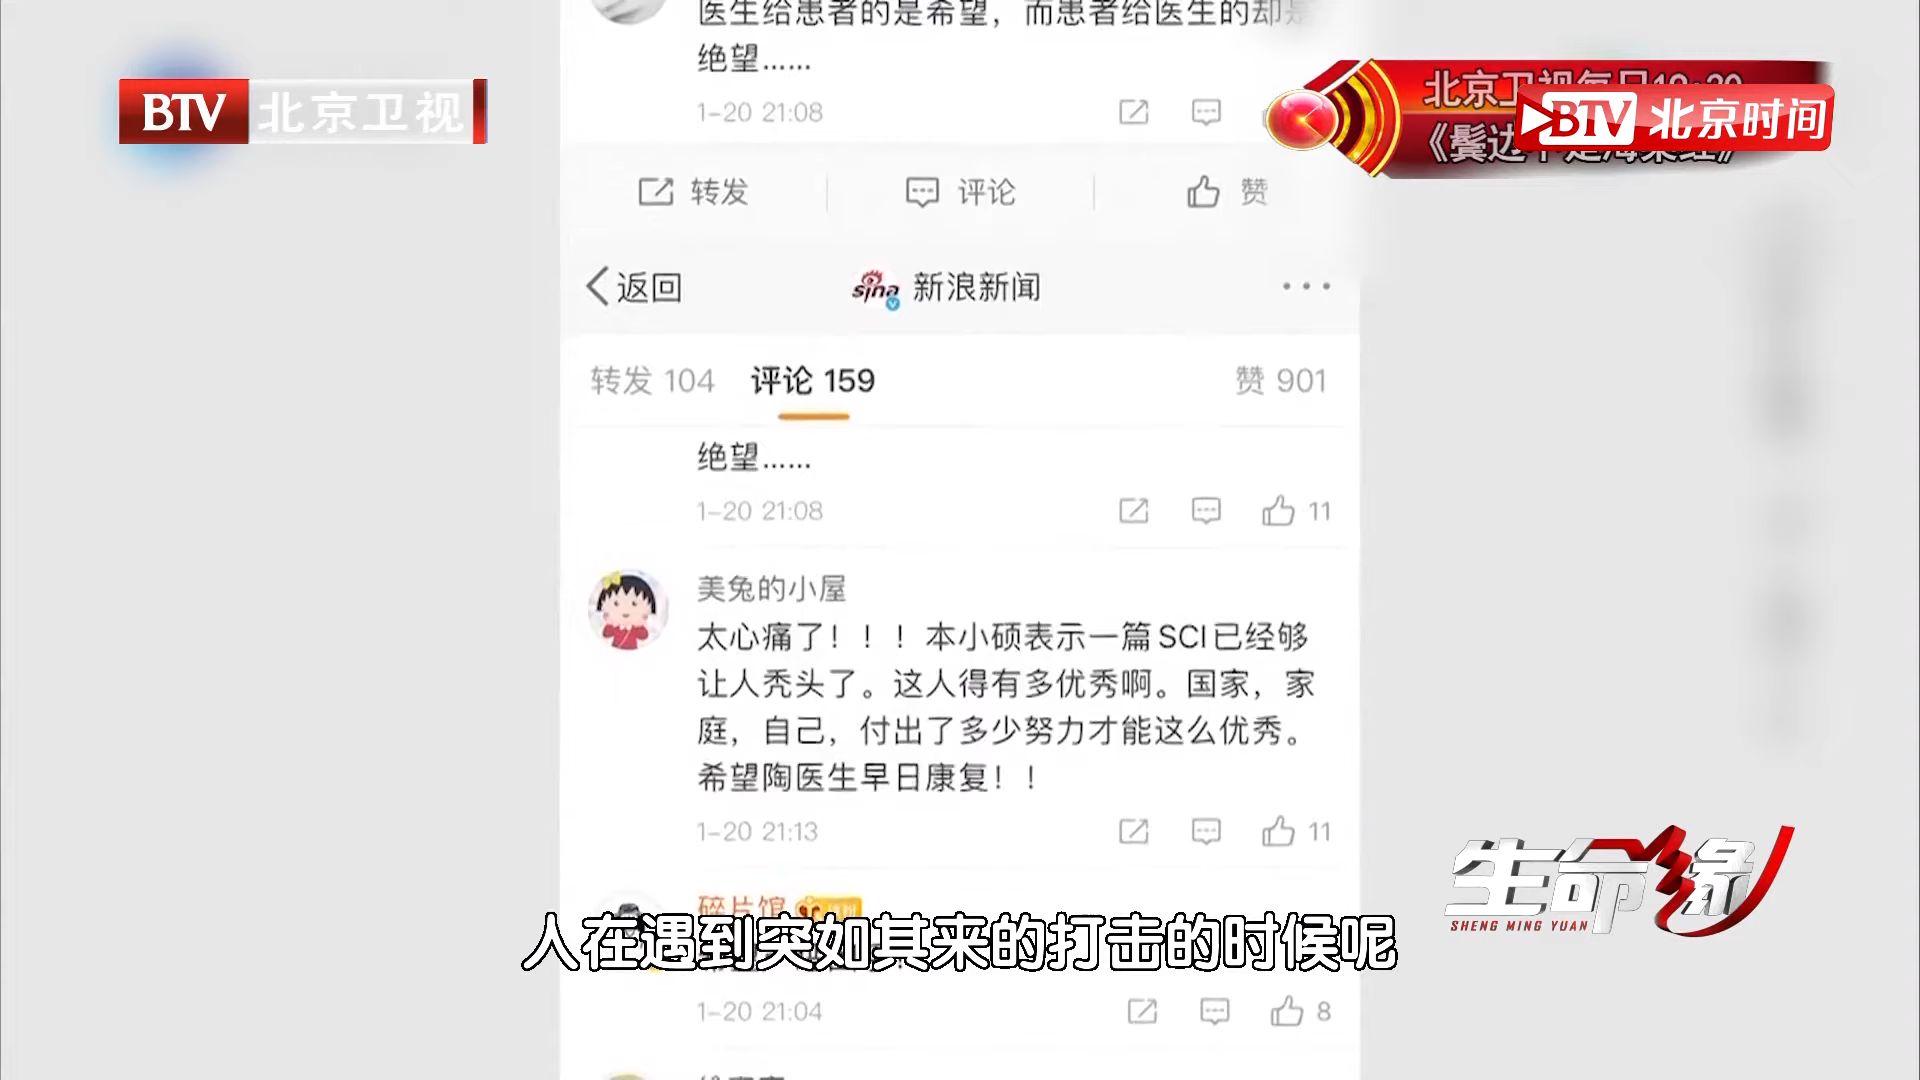 医生给患者的是希望，而患者给医生的却是
绝望……
1-20 21:08
BTV 北京卫视
BTV 北京时间
转发 评论 赞
返回 sina 新浪新闻
转发 104 评论 159 赞 901
绝望……
1-20 21:08 11
美兔的小屋
太心痛了！！！本小硕表示一篇SCI已经够
让人秃头了。这人得有多优秀啊。国家，家
庭，自己，付出了多少努力才能这么优秀。
希望陶医生早日康复！！
1-20 21:13 11
生命缘
SHENG MING YUAN
碎片馆
人在遇到突如其来的打击的时候呢
1-20 21:04 8